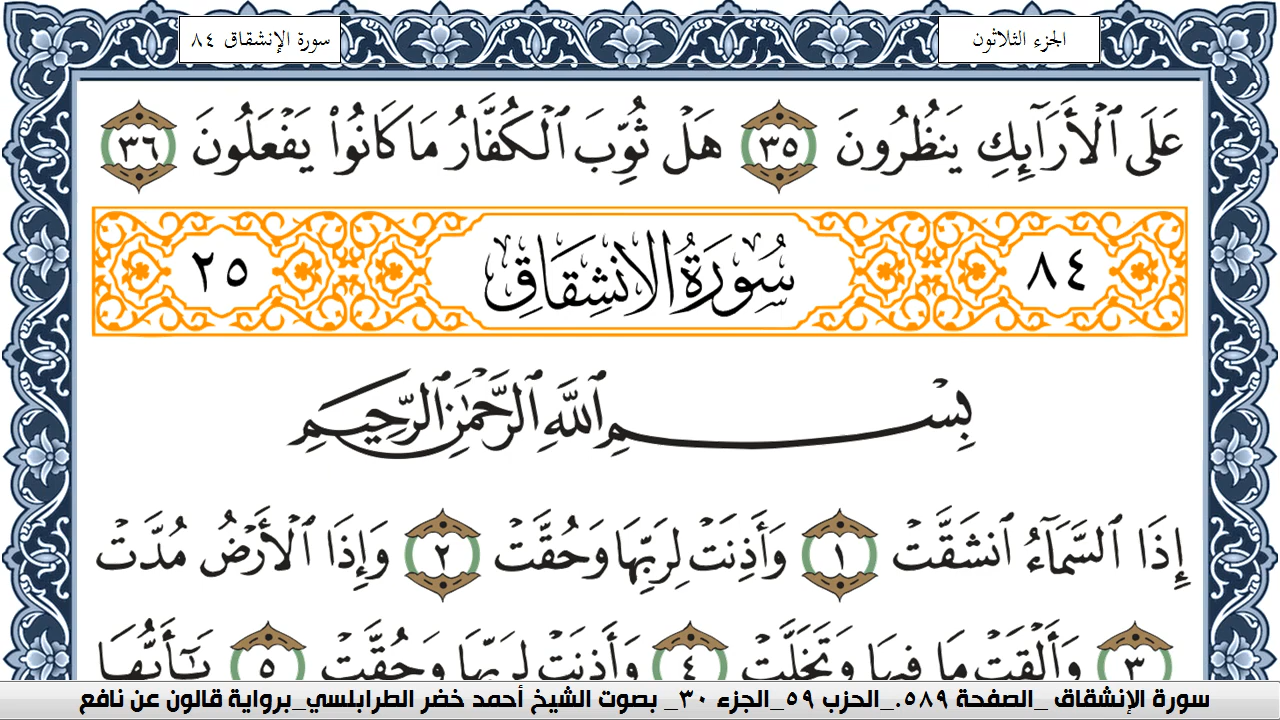 سورة الإنشقاق ٨٤
الجزء الثلاثون
عَلَى ٱلْأَرَآئِكِ يَنظُرُونَ ٣٥ هَلْ ثُوِّبَ ٱلْكُفَّارُ مَا كَانُواْ يَفْعَلُونَ ٣٦
٨٤ سُورَةُ الانشِقَاقِ ٢٥
بِسْمِ ٱللَّهِ ٱلرَّحْمَٰنِ ٱلرَّحِيمِ
إِذَا ٱلسَّمَآءُ ٱنشَقَّتْ ١ وَأَذِنَتْ لِرَبِّهَا وَحُقَّتْ ٢ وَإِذَا ٱلْأَرْضُ مُدَّتْ
٣ وَأَلْقَتْ مَا فِيهَا وَتَخَلَّتْ ٤ وَأَذِنَتْ لِرَبِّهَا وَحُقَّتْ ٥ يَٰٓأَيُّهَا
سورة الإنشقاق _الصفحة ٥٨٩._الحزب ٥٩_الجزء ٣٠_ بصوت الشيخ أحمد خضر الطرابلسي_برواية قالون عن نافع